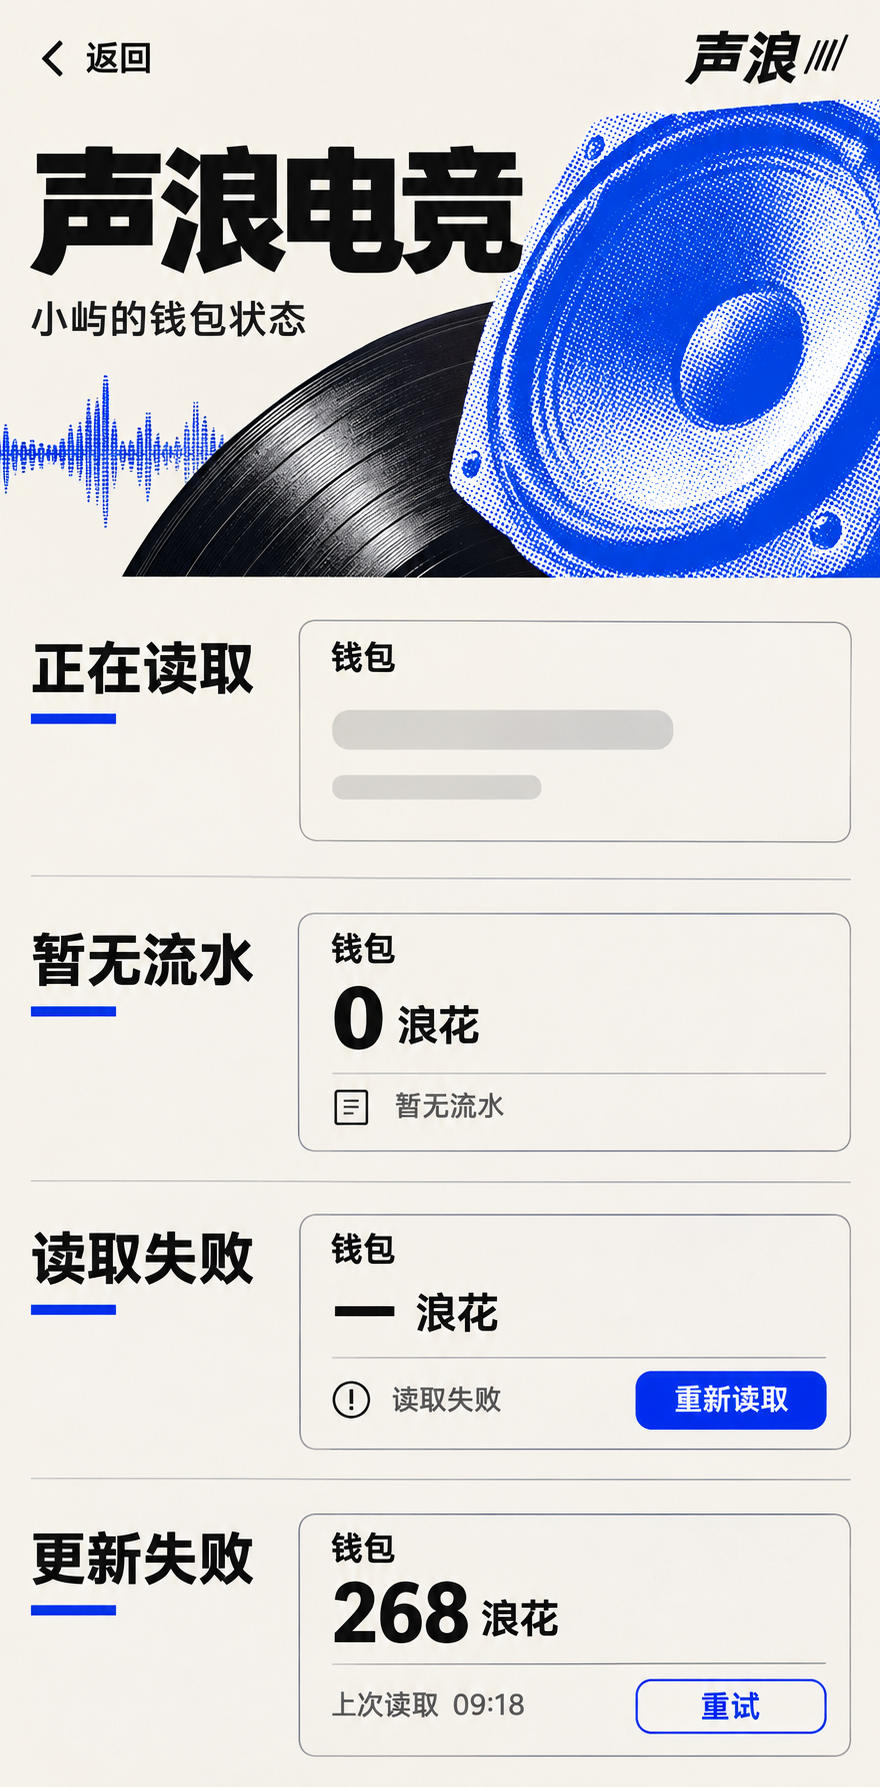 返回
声浪
声浪电竞
小屿的钱包状态
正在读取
钱包
暂无流水
钱包
0 浪花
暂无流水
读取失败
钱包
— 浪花
读取失败
重新读取
更新失败
钱包
268 浪花
上次读取 09:18
重试